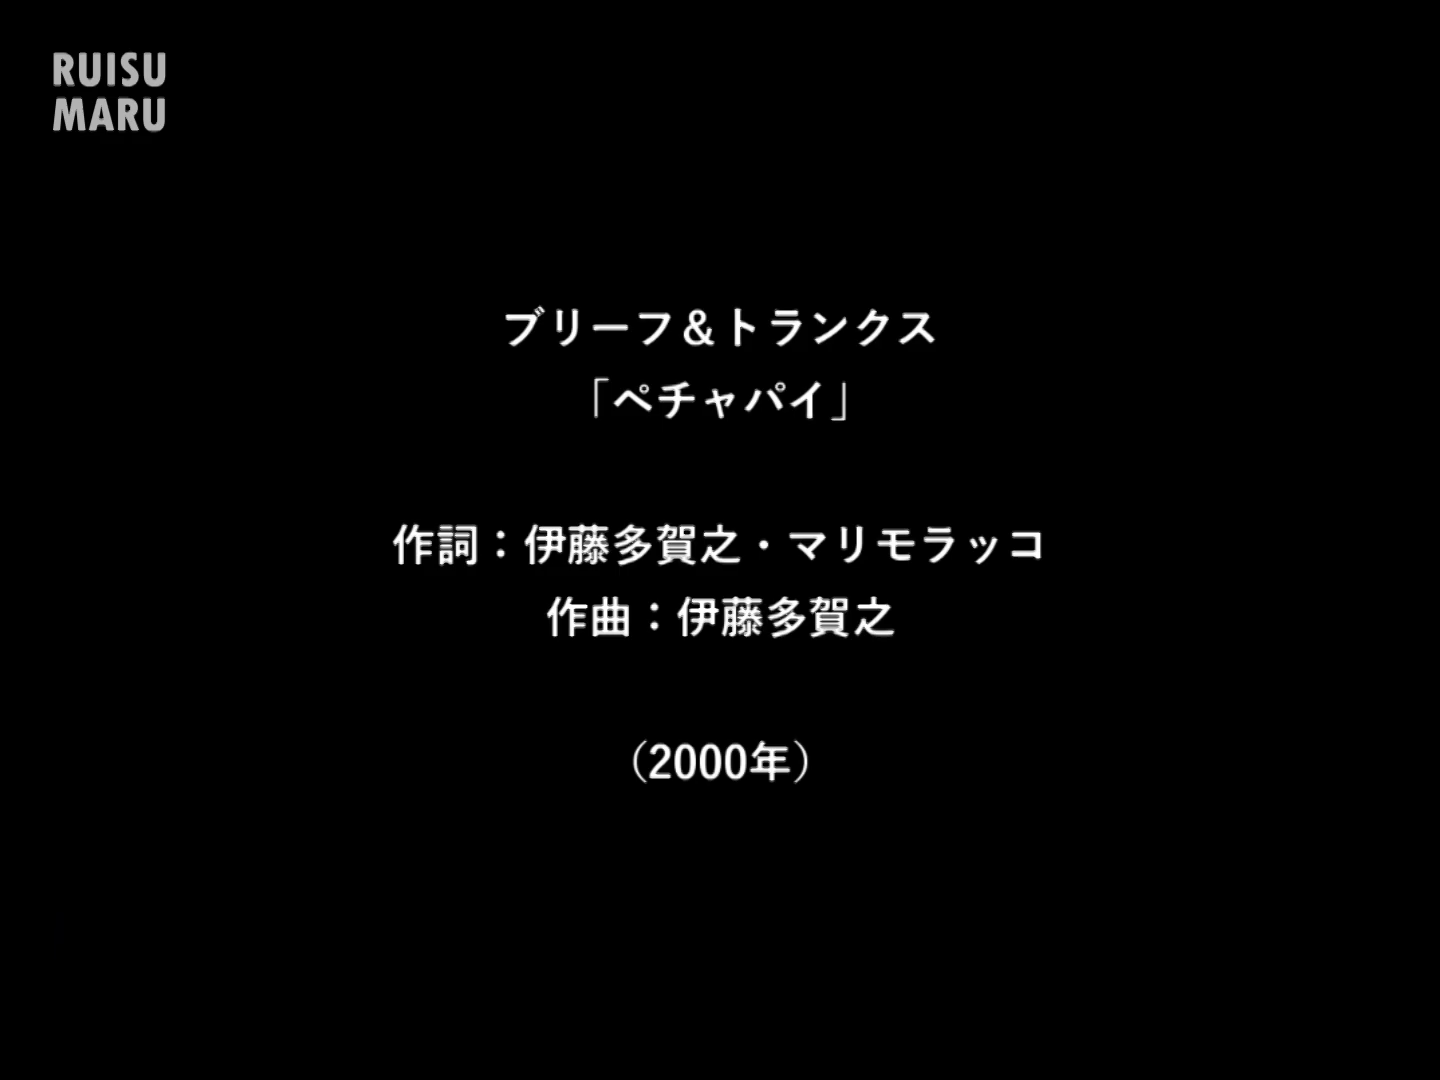 RUISU
MARU
ブリーフ＆トランクス
「ペチャパイ」
作詞：伊藤多賀之・マリモラッコ
作曲：伊藤多賀之
（2000年）